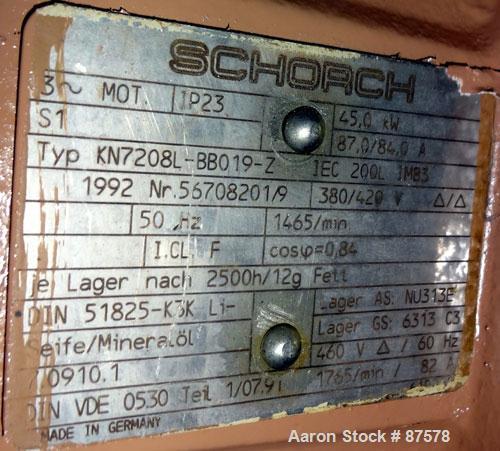 SCHORCH
3~ MOT. IP23 45,0 kW
S1 87.0/84.0 A
Typ KN7208L-BB019-Z IEC 200L IMB3
1992 Nr.56708201/9 380/420 V Δ/Δ
50 Hz 1465/min
I.CL. F cosφ=0,84
je Lager nach 2500h/12g Fett
DIN 51825-K3K Li- Lager AS: NU313E
Seife/Mineralöl Lager GS: 6313 C3
0910.1 460 V Δ / 60 Hz
DIN VDE 0530 Teil 1/07.91 1765/min / 82 A
MADE IN GERMANY
Aaron Stock # 87578